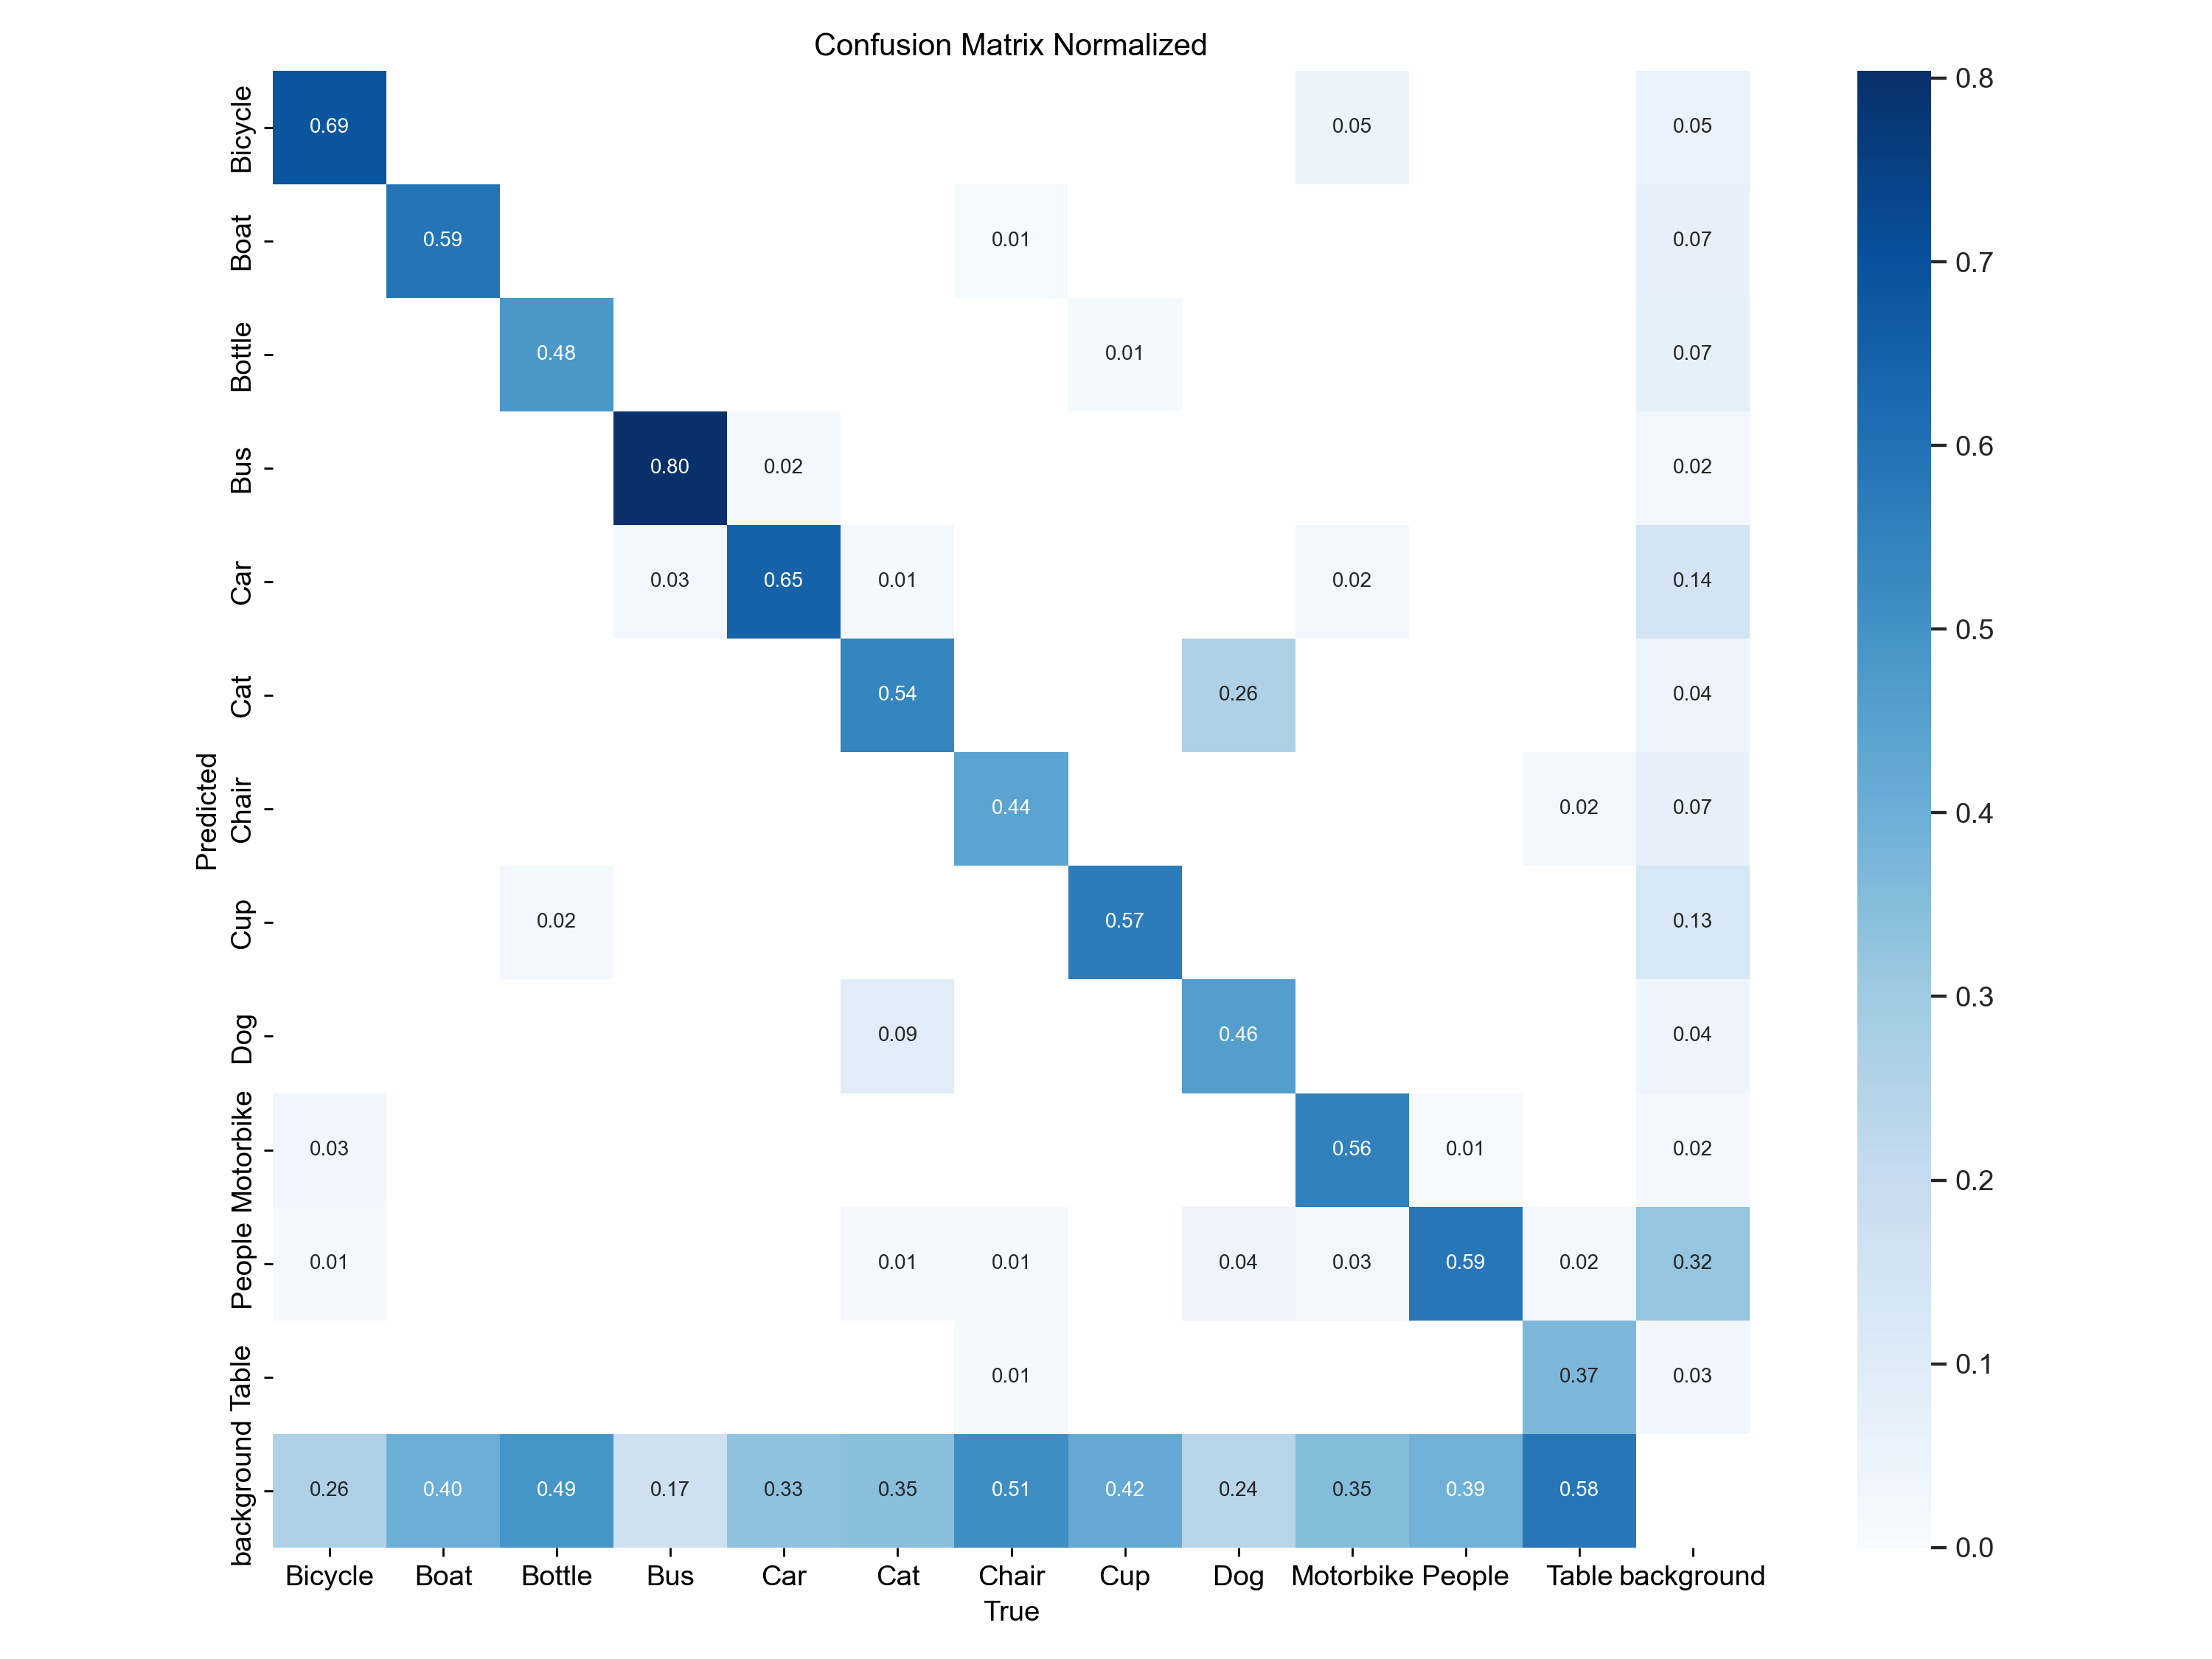 Confusion Matrix Normalized
Bicycle 0.69 0.05 0.05
Boat 0.59 0.01 0.07
Bottle 0.48 0.01 0.07
Bus 0.80 0.02 0.02
Car 0.03 0.65 0.01 0.02 0.14
Cat 0.54 0.26 0.04
Chair 0.44 0.02 0.07
Cup 0.02 0.57 0.13
Dog 0.09 0.46 0.04
Motorbike 0.03 0.56 0.01 0.02
People 0.01 0.01 0.01 0.04 0.03 0.59 0.02 0.32
Table 0.01 0.37 0.03
background 0.26 0.40 0.49 0.17 0.33 0.35 0.51 0.42 0.24 0.35 0.39 0.58
Predicted
Bicycle Boat Bottle Bus Car Cat Chair Cup Dog Motorbike People Table background
True
0.8
0.7
0.6
0.5
0.4
0.3
0.2
0.1
0.0